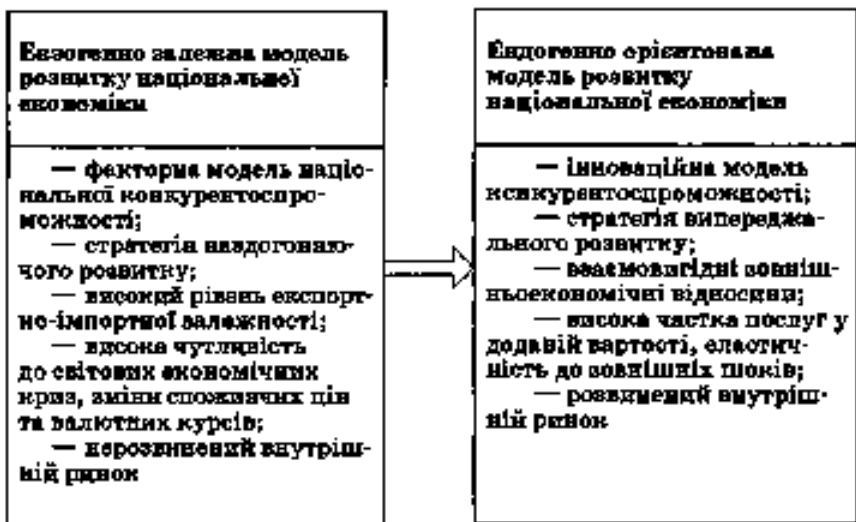 Екзогенно залежна модель
розвитку національної
економіки
— факторна модель націо-
нальної конкурентоспро-
можності;
— стратегія наздоганяю-
чого розвитку;
— високий рівень експорт-
но-імпортної залежності;
— висока чутливість
до світових економічних
криз, зміни споживчих цін
та валютних курсів;
— нерозвинений внутріш-
ній ринок
Ендогенно орієнтована
модель розвитку
національної економіки
— інноваційна модель
конкурентоспроможності;
— стратегія випереджа-
льного розвитку;
— взаємовигідні зовніш-
ньоекономічні відносини;
— висока частка послуг у
доданій вартості, еластич-
ність до зовнішніх шоків;
— розвинений внутріш-
ній ринок